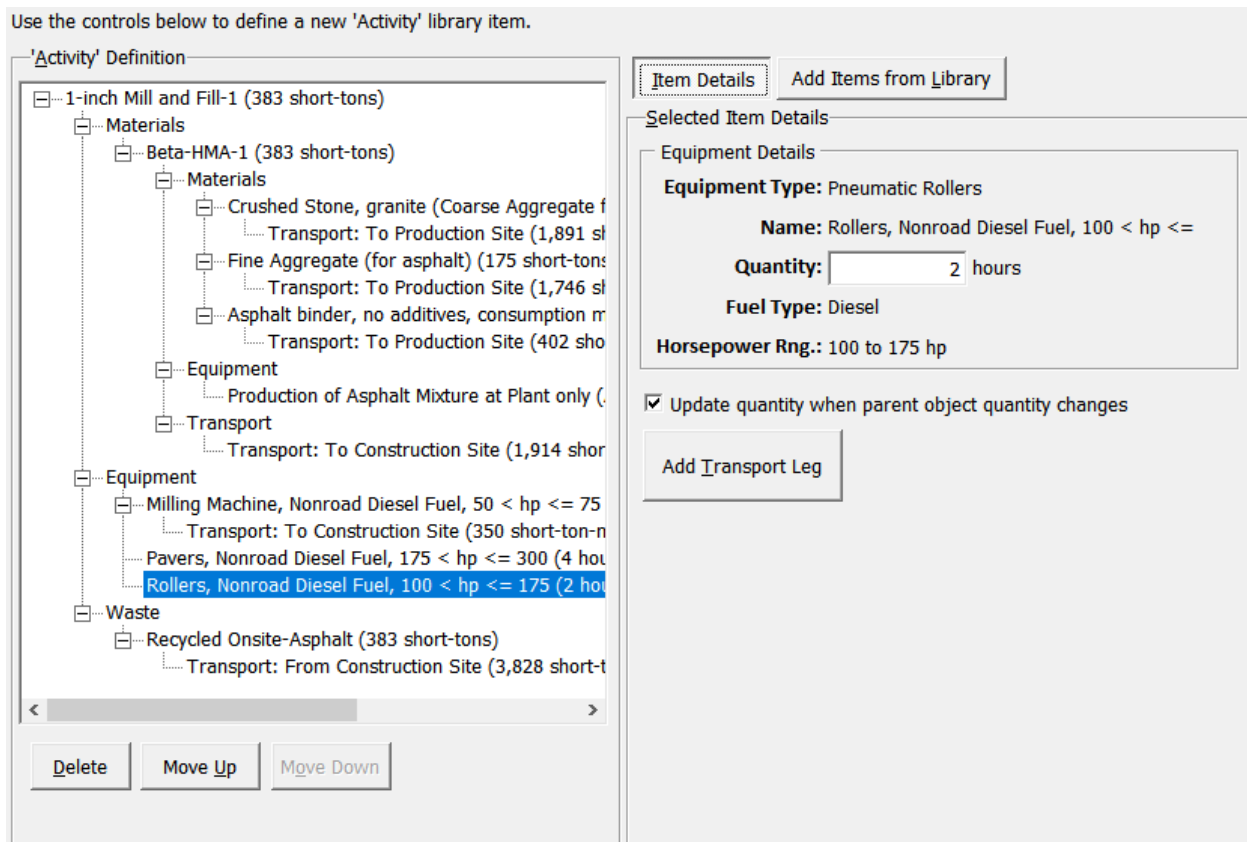 Use the controls below to define a new 'Activity' library item.
'Activity' Definition
1-inch Mill and Fill-1 (383 short-tons)
Materials
Beta-HMA-1 (383 short-tons)
Materials
Crushed Stone, granite (Coarse Aggregate f
Transport: To Production Site (1,891 sh
Fine Aggregate (for asphalt) (175 short-tons
Transport: To Production Site (1,746 sh
Asphalt binder, no additives, consumption m
Transport: To Production Site (402 sho
Equipment
Production of Asphalt Mixture at Plant only (
Transport
Transport: To Construction Site (1,914 shor
Equipment
Milling Machine, Nonroad Diesel Fuel, 50 < hp <= 75
Transport: To Construction Site (350 short-ton-m
Pavers, Nonroad Diesel Fuel, 175 < hp <= 300 (4 hou
Rollers, Nonroad Diesel Fuel, 100 < hp <= 175 (2 hou
Waste
Recycled Onsite-Asphalt (383 short-tons)
Transport: From Construction Site (3,828 short-t
Delete
Move Up
Move Down
Item Details
Add Items from Library
Selected Item Details
Equipment Details
Equipment Type: Pneumatic Rollers
Name: Rollers, Nonroad Diesel Fuel, 100 < hp <=
Quantity: 2 hours
Fuel Type: Diesel
Horsepower Rng.: 100 to 175 hp
Update quantity when parent object quantity changes
Add Transport Leg